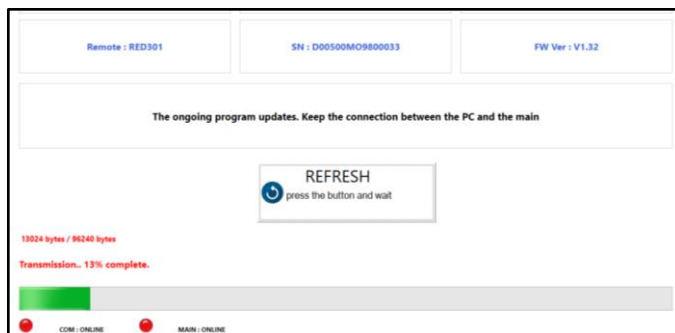 Remote : RED301
SN : D00500MO9800033
FW Ver : V1.32
The ongoing program updates. Keep the connection between the PC and the main
REFRESH
press the button and wait
13024 bytes / 96240 bytes
Transmission.. 13% complete.
COM : ONLINE
MAIN : ONLINE